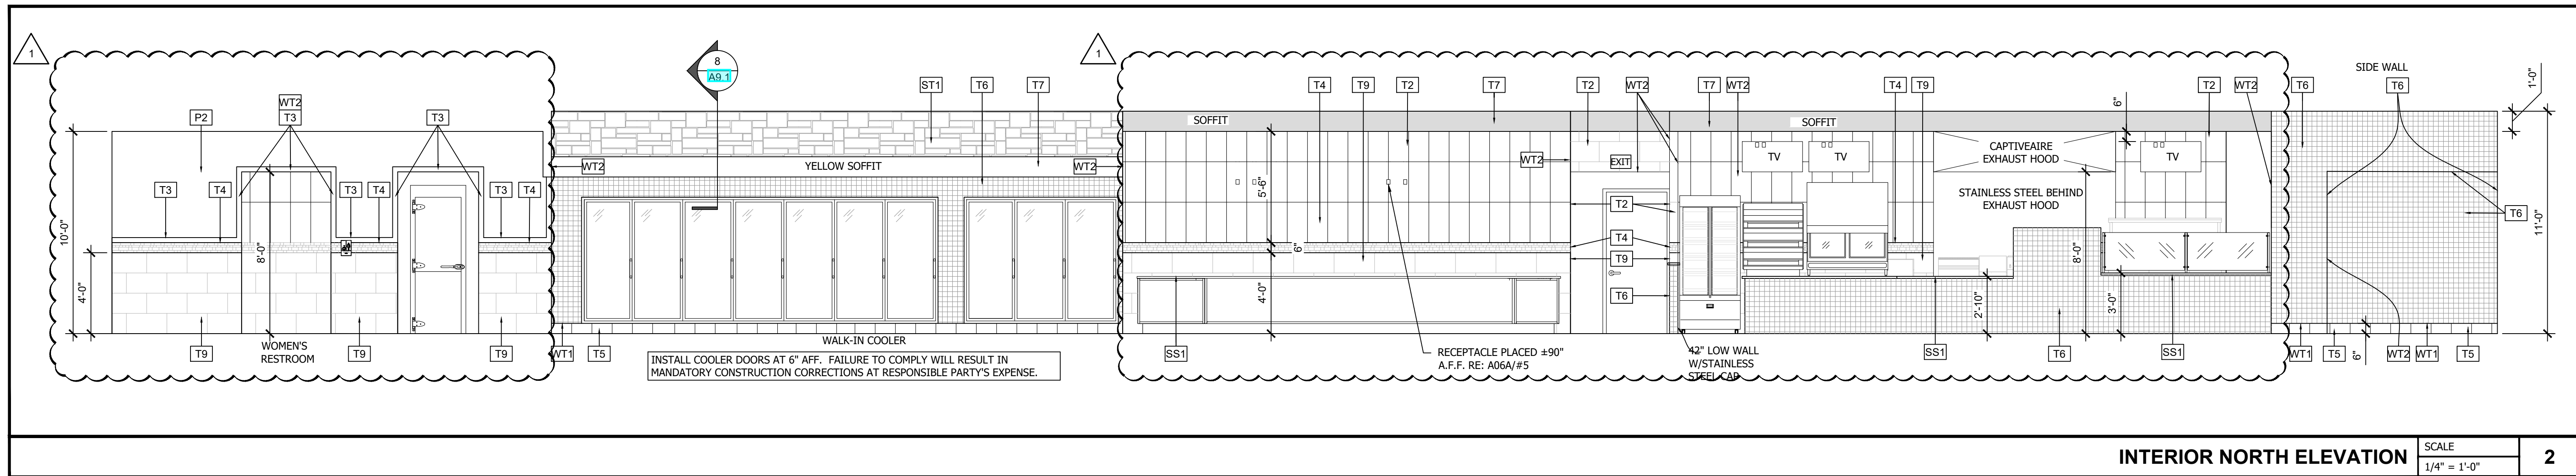 1
1
8
A9.1
P2
WT2
T3
T3
ST1
T6
T7
T4
T9
T2
T7
T2
WT2
T7
WT2
T4
T9
T2
WT2
T6
SIDE WALL
T6
1'-0"
SOFFIT
SOFFIT
6"
YELLOW SOFFIT
WT2
WT2
WT2
EXIT
TV
TV
CAPTIVEAIRE
EXHAUST HOOD
TV
STAINLESS STEEL BEHIND
EXHAUST HOOD
T3
T4
T3
T4
T3
T4
5'-6"
T2
T6
11'-0"
10'-0"
8'-0"
6"
T4
T9
8'-0"
4'-0"
4'-0"
T6
2'-10"
3'-0"
WOMEN'S
RESTROOM
T9
T9
T9
WT1
T5
WALK-IN COOLER
INSTALL COOLER DOORS AT 6" AFF. FAILURE TO COMPLY WILL RESULT IN
MANDATORY CONSTRUCTION CORRECTIONS AT RESPONSIBLE PARTY'S EXPENSE.
SS1
RECEPTACLE PLACED ±90"
A.F.F. RE: A06A/#5
42" LOW WALL
W/STAINLESS
STEEL CAP
SS1
T6
SS1
WT1
T5
6"
WT2
WT1
T5
INTERIOR NORTH ELEVATION
SCALE
1/4" = 1'-0"
2